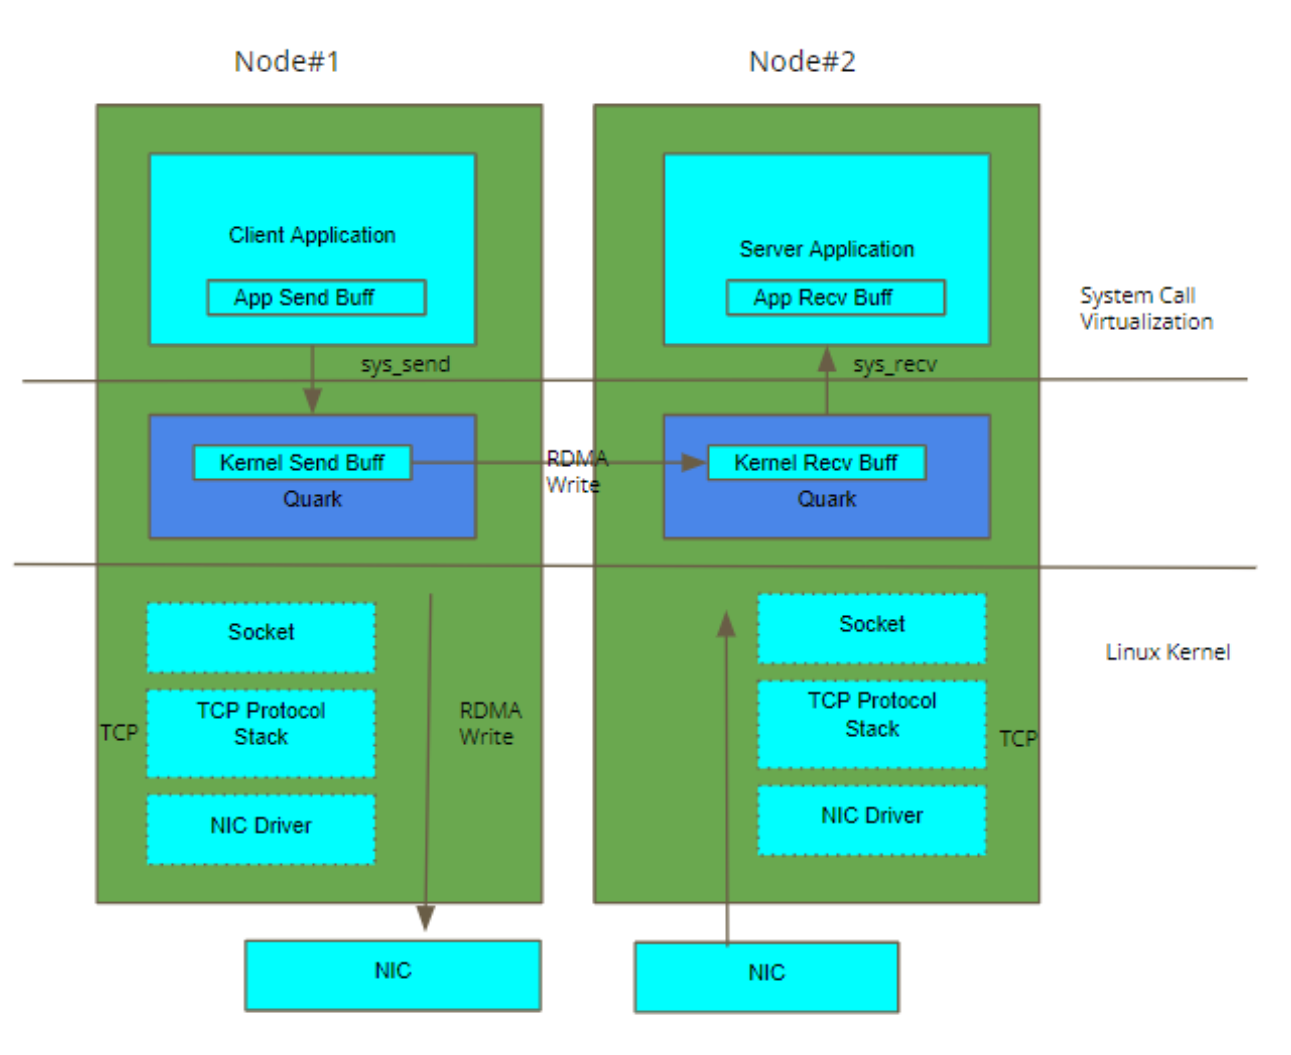 Node#1
Node#2
Client Application
App Send Buff
Server Application
App Recv Buff
System Call
Virtualization
sys_send
sys_recv
Kernel Send Buff
Quark
RDMA
Write
Kernel Recv Buff
Quark
Socket
TCP Protocol
Stack
TCP
NIC Driver
RDMA
Write
Socket
TCP Protocol
Stack
TCP
NIC Driver
Linux Kernel
NIC
NIC